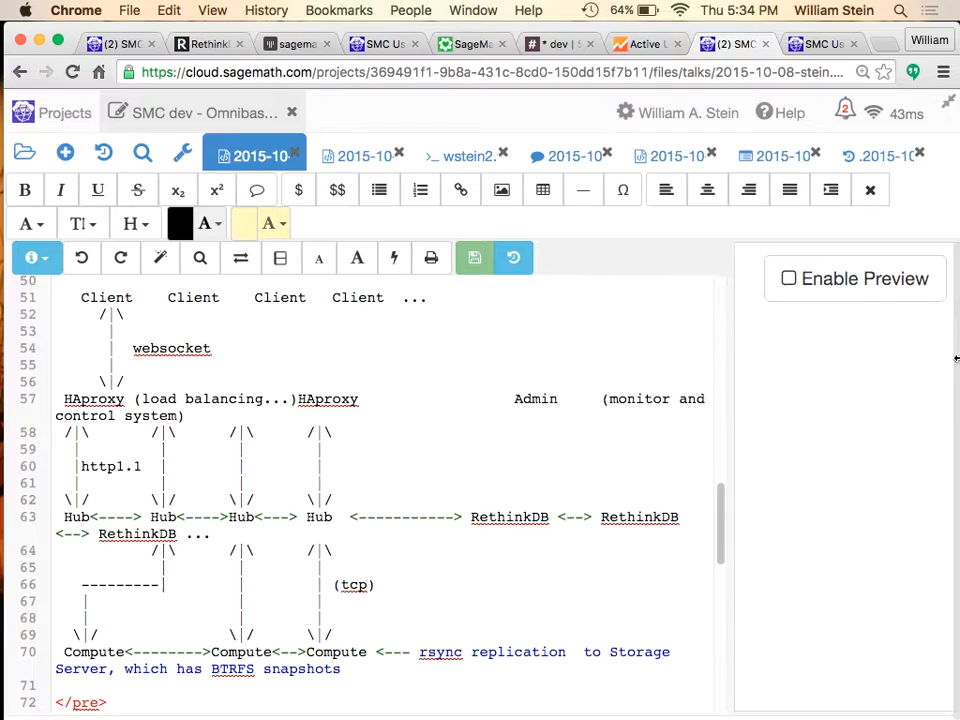 Chrome File Edit View History Bookmarks People Window Help 64% Thu 5:34 PM William Stein
(2) SMC RethinkI sagema SMC Us SageMa * dev | S Active U (2) SMC SMC Us William
https://cloud.sagemath.com/projects/369491f1-9b8a-431c-8cd0-150dd15f7b11/files/talks/2015-10-08-stein....
Projects SMC dev - Omnibas... William A. Stein Help 2 43ms
2015-10 2015-10 wstein2. 2015-10 2015-10 2015-10 .2015-10
B I U S x₂ x² $ $$ Ω
A TI H A A
A A
Enable Preview
50
51 Client Client Client Client ...
52 /|\
53 |
54 | websocket
55 |
56 \|/
57 HAproxy (load balancing...)HAproxy Admin (monitor and
control system)
58 /|\ /|\ /|\ /|\
59 | | | |
60 |http1.1 | | |
61 | | | |
62 \|/ \|/ \|/ \|/
63 Hub<----> Hub<---->Hub<---> Hub <-----------> RethinkDB <--> RethinkDB
<--> RethinkDB ...
64 /|\ /|\ /|\
65 | | |
66 ---------| | | (tcp)
67 | | |
68 | | |
69 \|/ \|/ \|/
70 Compute<-------->Compute<-->Compute <--- rsync replication to Storage
Server, which has BTRFS snapshots
71
72 </pre>